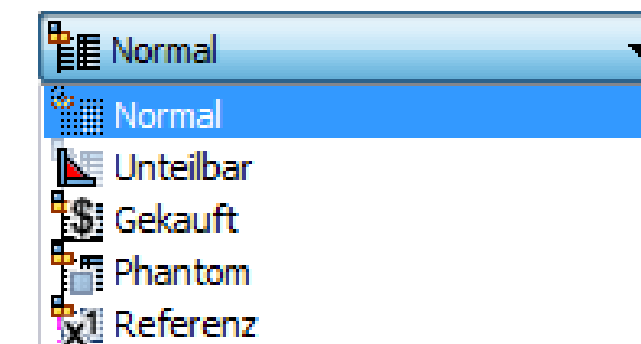 Normal
Normal
Unteilbar
Gekauft
Phantom
Referenz